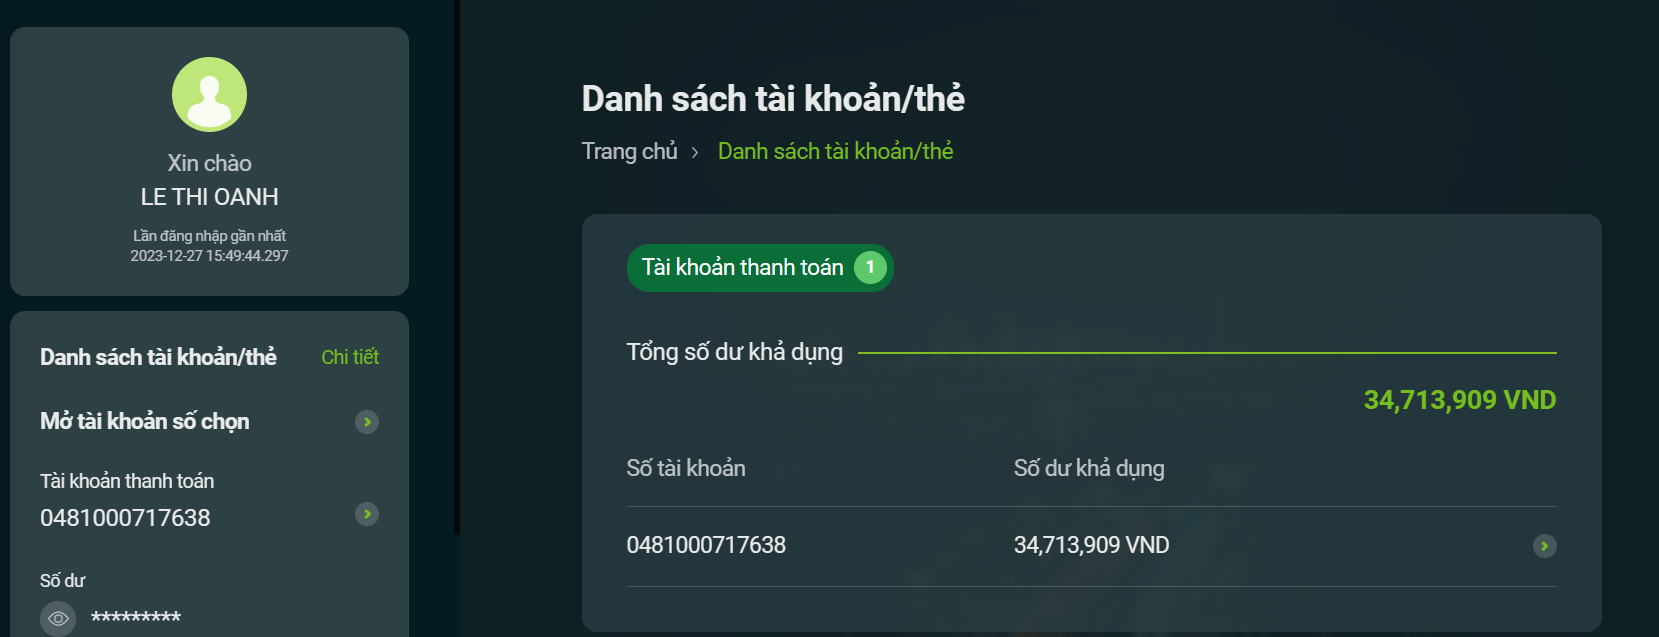 Xin chào
LE THI OANH
Lần đăng nhập gần nhất
2023-12-27 15:49:44.297
Danh sách tài khoản/thẻ Chi tiết
Mở tài khoản số chọn
Tài khoản thanh toán
0481000717638
Số dư
*********
Danh sách tài khoản/thẻ
Trang chủ › Danh sách tài khoản/thẻ
Tài khoản thanh toán 1
Tổng số dư khả dụng
34,713,909 VND
Số tài khoản Số dư khả dụng
0481000717638 34,713,909 VND